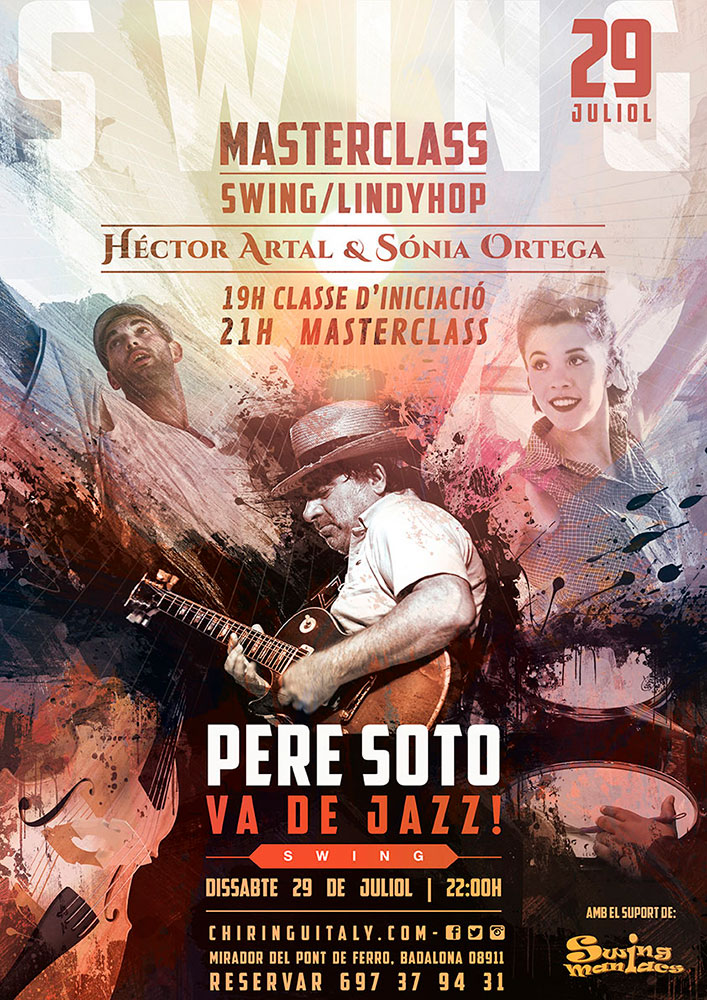 SWING
29
JULIOL
MASTERCLASS
SWING/LINDYHOP
HÉCTOR ARTAL & SÓNIA ORTEGA
19H CLASSE D'INICIACIÓ
21H MASTERCLASS
PERE SOTO
VA DE JAZZ!
SWING
DISSABTE 29 DE JULIOL | 22:00H
CHIRINGUITALY.COM-
MIRADOR DEL PONT DE FERRO, BADALONA 08911
RESERVAR 697 37 94 31
AMB EL SUPORT DE:
Swing
maniacs